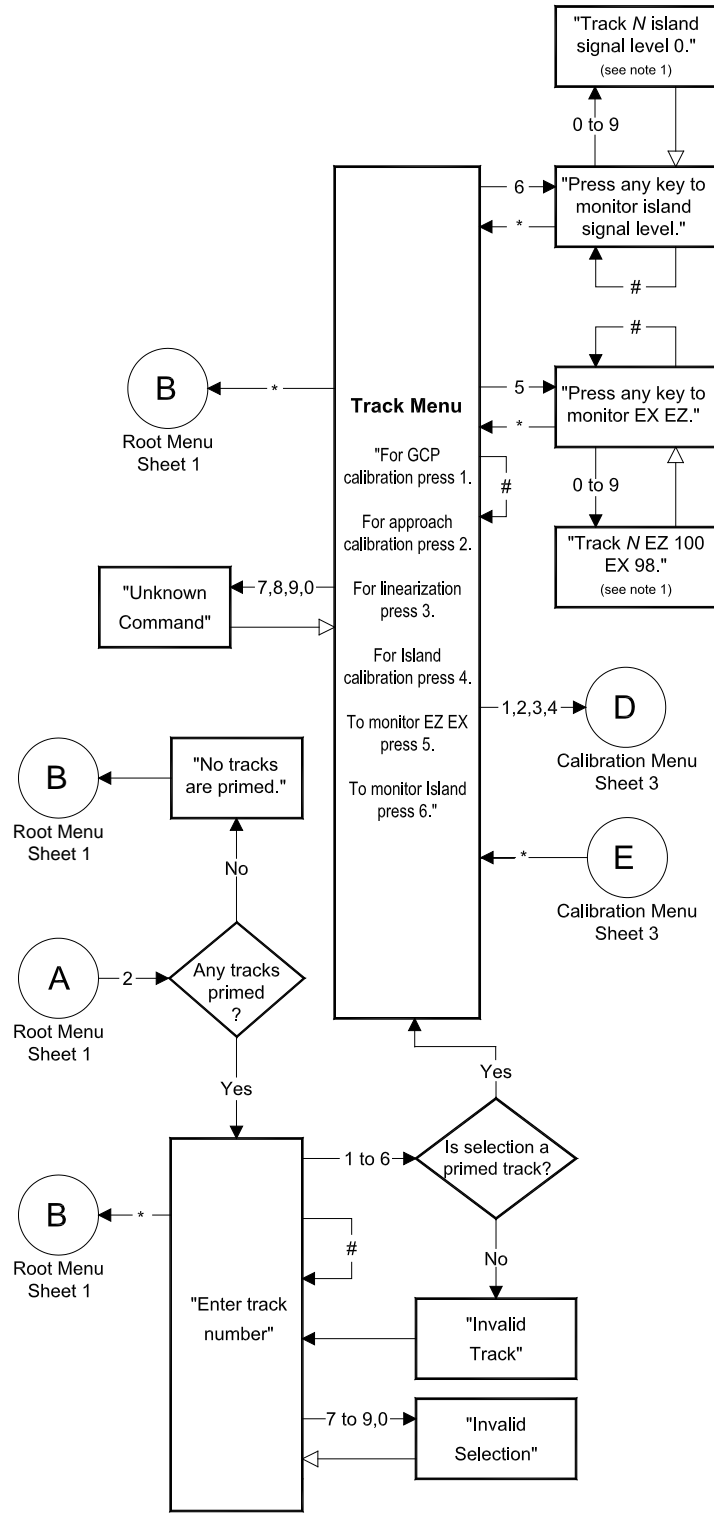 "Track N island
signal level 0."
(see note 1)
0 to 9
6
"Press any key to
monitor island
signal level."
*
#
#
B
*
Root Menu
Sheet 1
Track Menu
"For GCP
calibration press 1.
For approach
calibration press 2.
For linearization
press 3.
For Island
calibration press 4.
To monitor EZ EX
press 5.
To monitor Island
press 6."
5
"Press any key to
monitor EX EZ."
*
#
0 to 9
"Track N EZ 100
EX 98."
(see note 1)
"Unknown
Command"
7,8,9,0
1,2,3,4
D
Calibration Menu
Sheet 3
B
Root Menu
Sheet 1
"No tracks
are primed."
*
E
Calibration Menu
Sheet 3
No
A
Root Menu
Sheet 1
2
Any tracks
primed
?
Yes
Yes
Is selection a
primed track?
1 to 6
B
Root Menu
Sheet 1
*
#
No
"Enter track
number"
"Invalid
Track"
7 to 9,0
"Invalid
Selection"